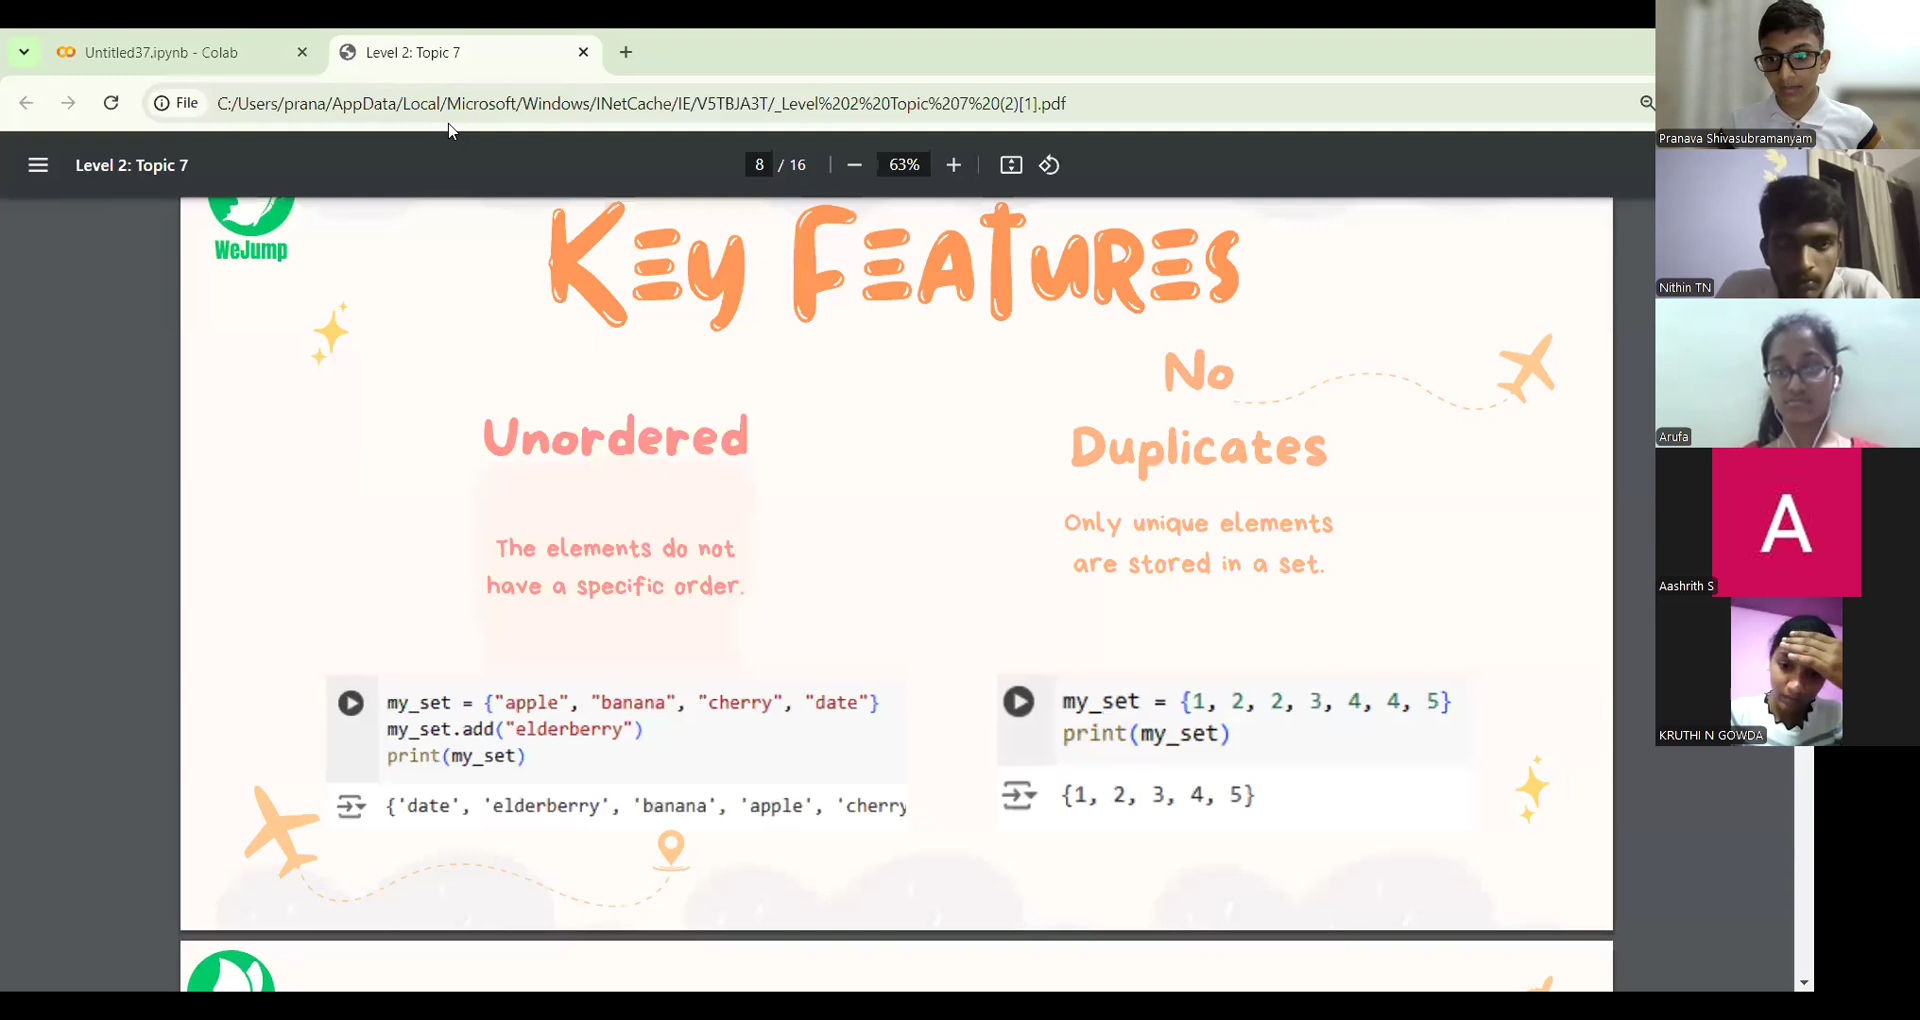 Untitled37.ipynb - Colab
Level 2: Topic 7
File
C:/Users/prana/AppData/Local/Microsoft/Windows/INetCache/IE/V5TBJA3T/_Level%202%20Topic%207%20(2)[1].pdf
Level 2: Topic 7
8 / 16
63%
WeJump
Key Features
Unordered
The elements do not
have a specific order.
my_set = {"apple", "banana", "cherry", "date"}
my_set.add("elderberry")
print(my_set)
{'date', 'elderberry', 'banana', 'apple', 'cherry
No
Duplicates
Only unique elements
are stored in a set.
my_set = {1, 2, 2, 3, 4, 4, 5}
print(my_set)
{1, 2, 3, 4, 5}
Pranava Shivasubramanyam
Nithin TN
Arufa
A
Aashrith S
KRUTHI N GOWDA